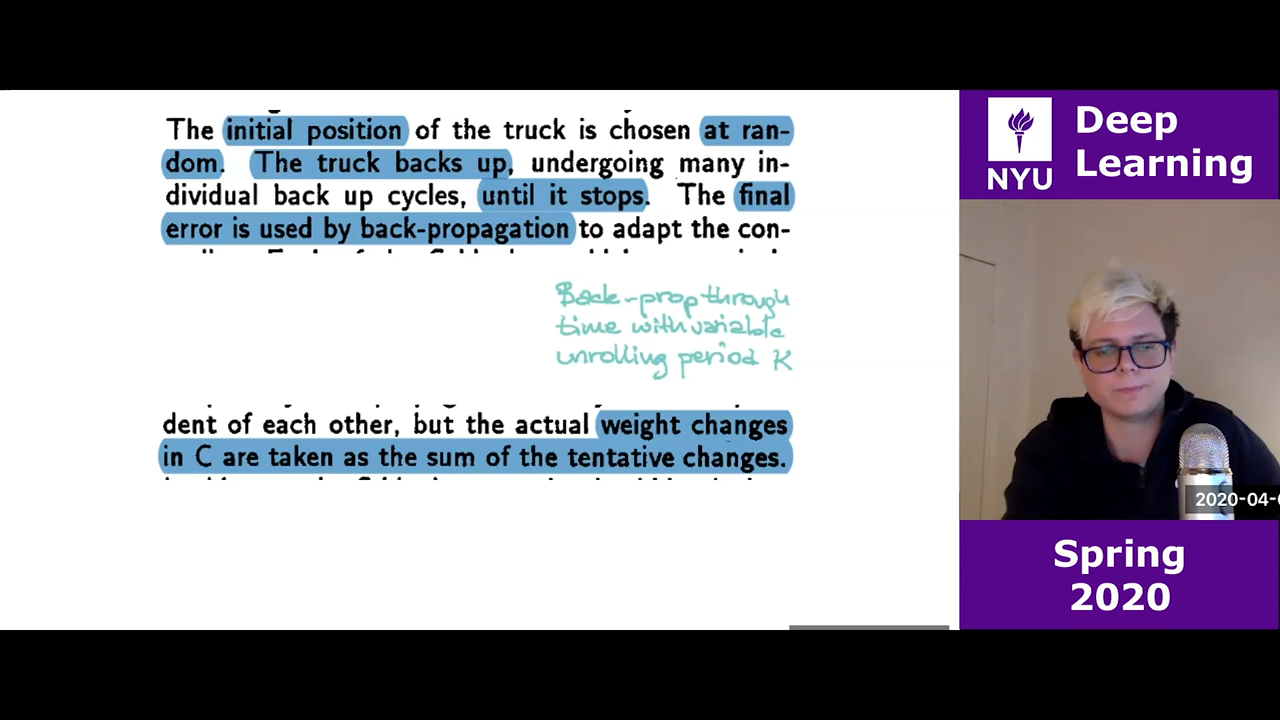 The initial position of the truck is chosen at ran-
dom. The truck backs up, undergoing many in-
dividual back up cycles, until it stops. The final
error is used by back-propagation to adapt the con-
Back-prop through
time with variable
unrolling period K
dent of each other, but the actual weight changes
in C are taken as the sum of the tentative changes.
NYU
Deep
Learning
2020-04-
Spring
2020